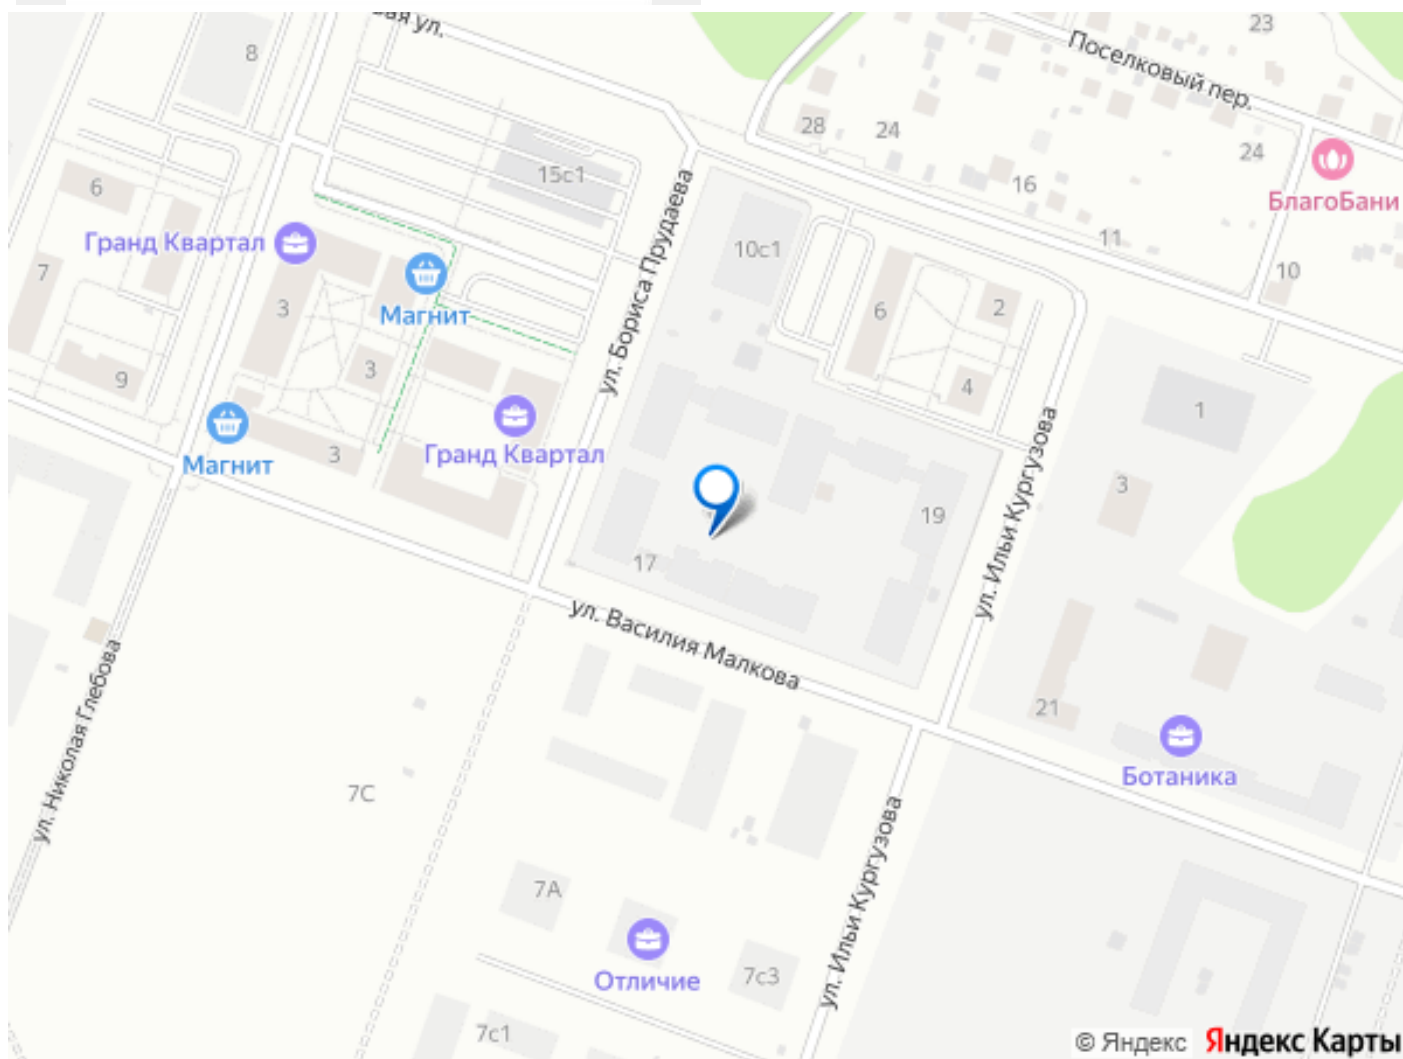 вая ул.
23
8
Поселковый пер.
28
24
24
15с1
БлагоБани
6
16
ул. Бориса Прудаева
Гранд Квартал
10с1
11
7
10
Магнит
3
6
2
3
9
4
1
Гранд Квартал
Магнит
3
ул. Ильи Кургузова
3
19
17
ул. Василия Малкова
ул. Николая Глебова
21
Ботаника
7С
ул. Ильи Кургузова
7А
Отличие
7с3
7с1
© Яндекс Яндекс Карты